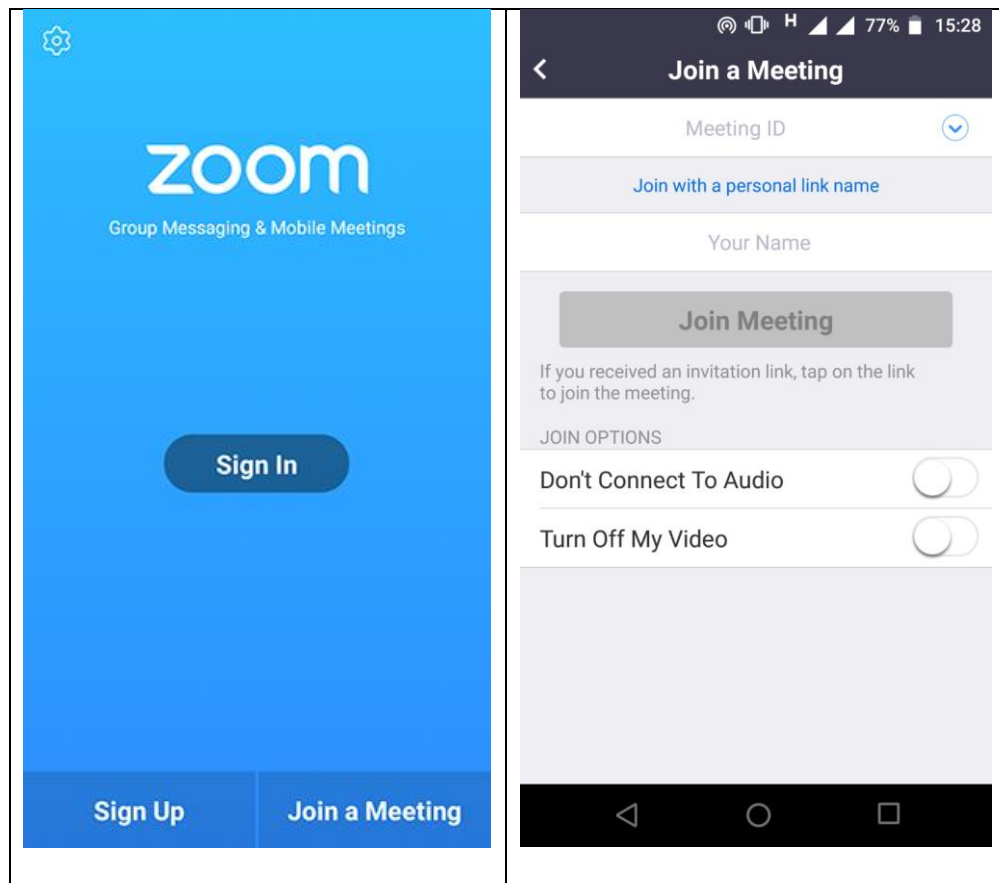 zoom
Group Messaging & Mobile Meetings
Sign In
Sign Up
Join a Meeting
H 77% 15:28
Join a Meeting
Meeting ID
Join with a personal link name
Your Name
Join Meeting
If you received an invitation link, tap on the link
to join the meeting.
JOIN OPTIONS
Don't Connect To Audio
Turn Off My Video